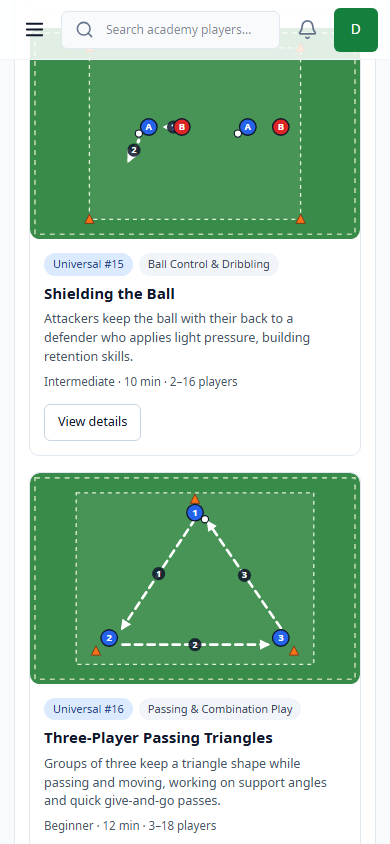 Search academy players...
D
A
B
A
B
2
Universal #15
Ball Control & Dribbling
Shielding the Ball
Attackers keep the ball with their back to a
defender who applies light pressure, building
retention skills.
Intermediate · 10 min · 2–16 players
View details
1
1
3
2
2
3
Universal #16
Passing & Combination Play
Three-Player Passing Triangles
Groups of three keep a triangle shape while
passing and moving, working on support angles
and quick give-and-go passes.
Beginner · 12 min · 3–18 players